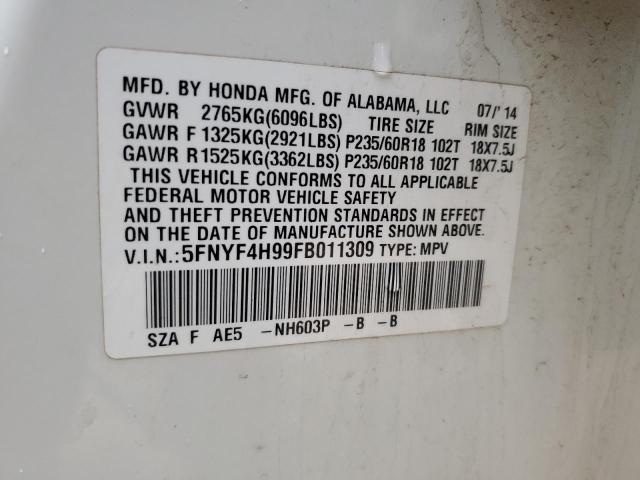 MFD. BY HONDA MFG. OF ALABAMA, LLC 07/'14
GVWR 2765KG(6096LBS) TIRE SIZE RIM SIZE
GAWR F 1325KG(2921LBS) P235/60R18 102T 18X7.5J
GAWR R1525KG(3362LBS) P235/60R18 102T 18X7.5J
THIS VEHICLE CONFORMS TO ALL APPLICABLE
FEDERAL MOTOR VEHICLE SAFETY
AND THEFT PREVENTION STANDARDS IN EFFECT
ON THE DATE OF MANUFACTURE SHOWN ABOVE.
V.I.N.:5FNYF4H99FB011309 TYPE: MPV
SZA F AE5 -NH603P -B -B